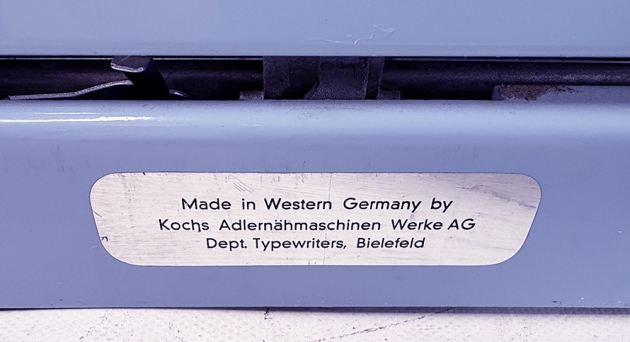 Made in Western Germany by
Kochs Adlernähmaschinen Werke AG
Dept. Typewriters, Bielefeld